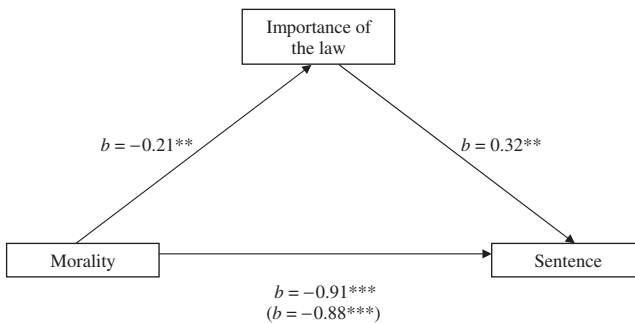 Importance of
the law
b = −0.21**
b = 0.32**
Morality
Sentence
b = −0.91***
(b = −0.88***)